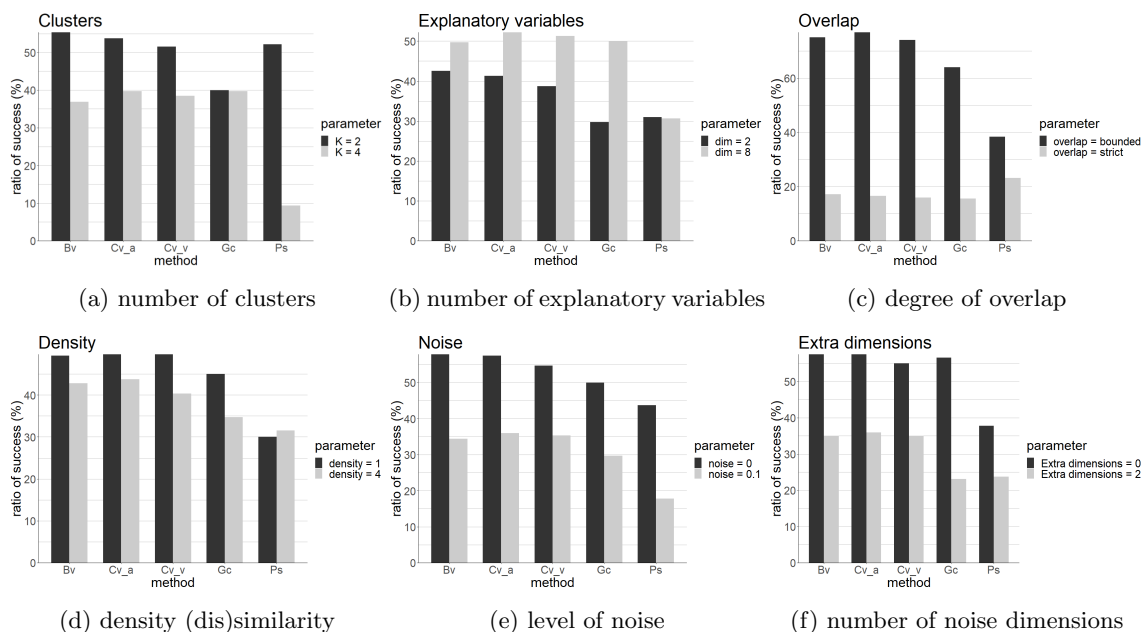 Clusters
ratio of success (%)
50
40
30
20
10
0
Bv Cv_a Cv_v Gc Ps
method
parameter
K = 2
K = 4
(a) number of clusters
Explanatory variables
ratio of success (%)
50
40
30
20
10
0
Bv Cv_a Cv_v Gc Ps
method
parameter
dim = 2
dim = 8
(b) number of explanatory variables
Overlap
ratio of success (%)
60
40
20
0
Bv Cv_a Cv_v Gc Ps
method
parameter
overlap = bounded
overlap = strict
(c) degree of overlap
Density
ratio of success (%)
40
30
20
10
0
Bv Cv_a Cv_v Gc Ps
method
parameter
density = 1
density = 4
(d) density (dis)similarity
Noise
ratio of success (%)
50
40
30
20
10
0
Bv Cv_a Cv_v Gc Ps
method
parameter
noise = 0
noise = 0.1
(e) level of noise
Extra dimensions
ratio of success (%)
50
40
30
20
10
0
Bv Cv_a Cv_v Gc Ps
method
parameter
Extra dimensions = 0
Extra dimensions = 2
(f) number of noise dimensions